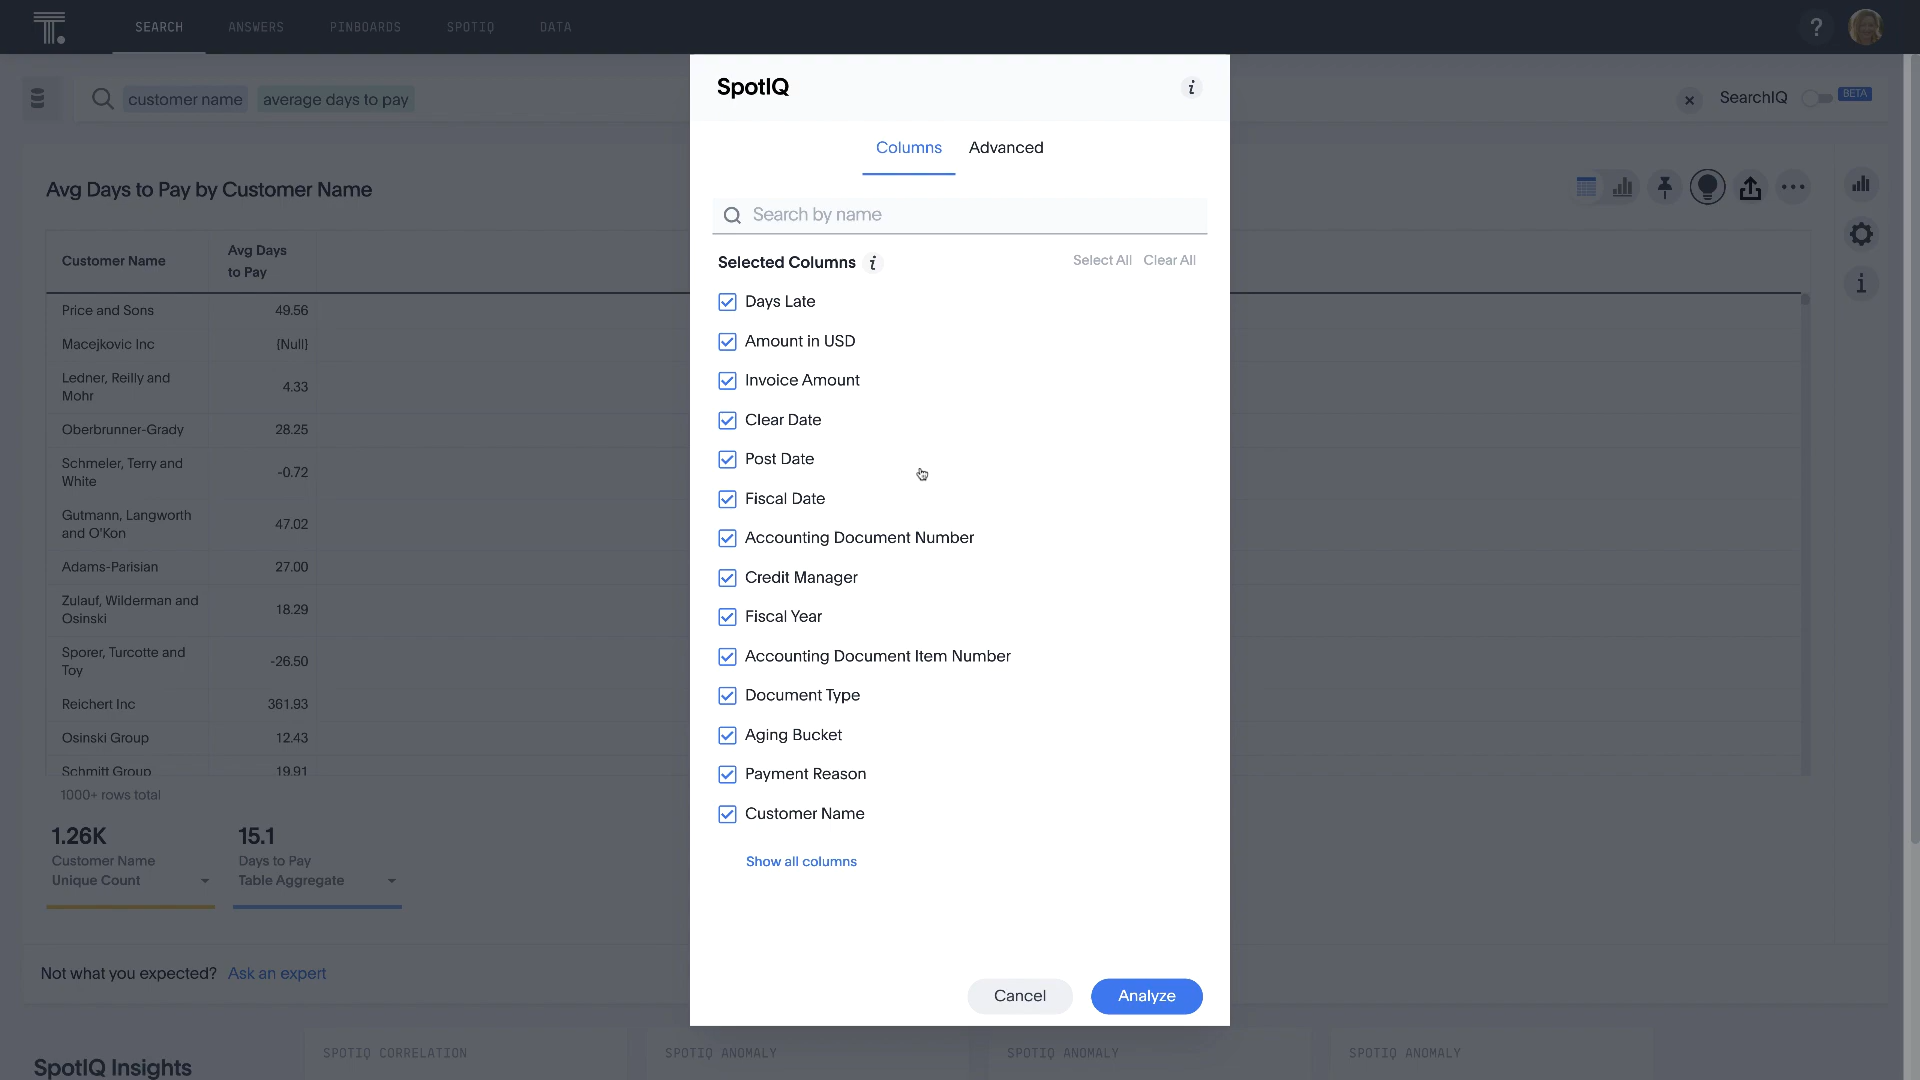 T.
SEARCH
ANSWERS
PINBOARDS
SPOTIQ
DATA
?
customer name
average days to pay
SearchIQ
BETA
Avg Days to Pay by Customer Name
Customer Name
Avg Days
to Pay
Price and Sons 49.56
Macejkovic Inc {Null}
Ledner, Reilly and
Mohr
4.33
Oberbrunner-Grady 28.25
Schmeler, Terry and
White
-0.72
Gutmann, Langworth
and O'Kon
47.02
Adams-Parisian 27.00
Zulauf, Wilderman and
Osinski
18.29
Sporer, Turcotte and
Toy
-26.50
Reichert Inc 361.93
Osinski Group 12.43
Schmitt Group 19.91
1000+ rows total
1.26K
Customer Name
Unique Count
15.1
Days to Pay
Table Aggregate
Not what you expected? Ask an expert
SpotIQ Insights
SPOTIQ CORRELATION
SPOTIQ ANOMALY
SPOTIQ ANOMALY
SPOTIQ ANOMALY
SpotIQ
i
Columns
Advanced
Search by name
Selected Columns i
Select All
Clear All
Days Late
Amount in USD
Invoice Amount
Clear Date
Post Date
Fiscal Date
Accounting Document Number
Credit Manager
Fiscal Year
Accounting Document Item Number
Document Type
Aging Bucket
Payment Reason
Customer Name
Show all columns
Cancel
Analyze
i